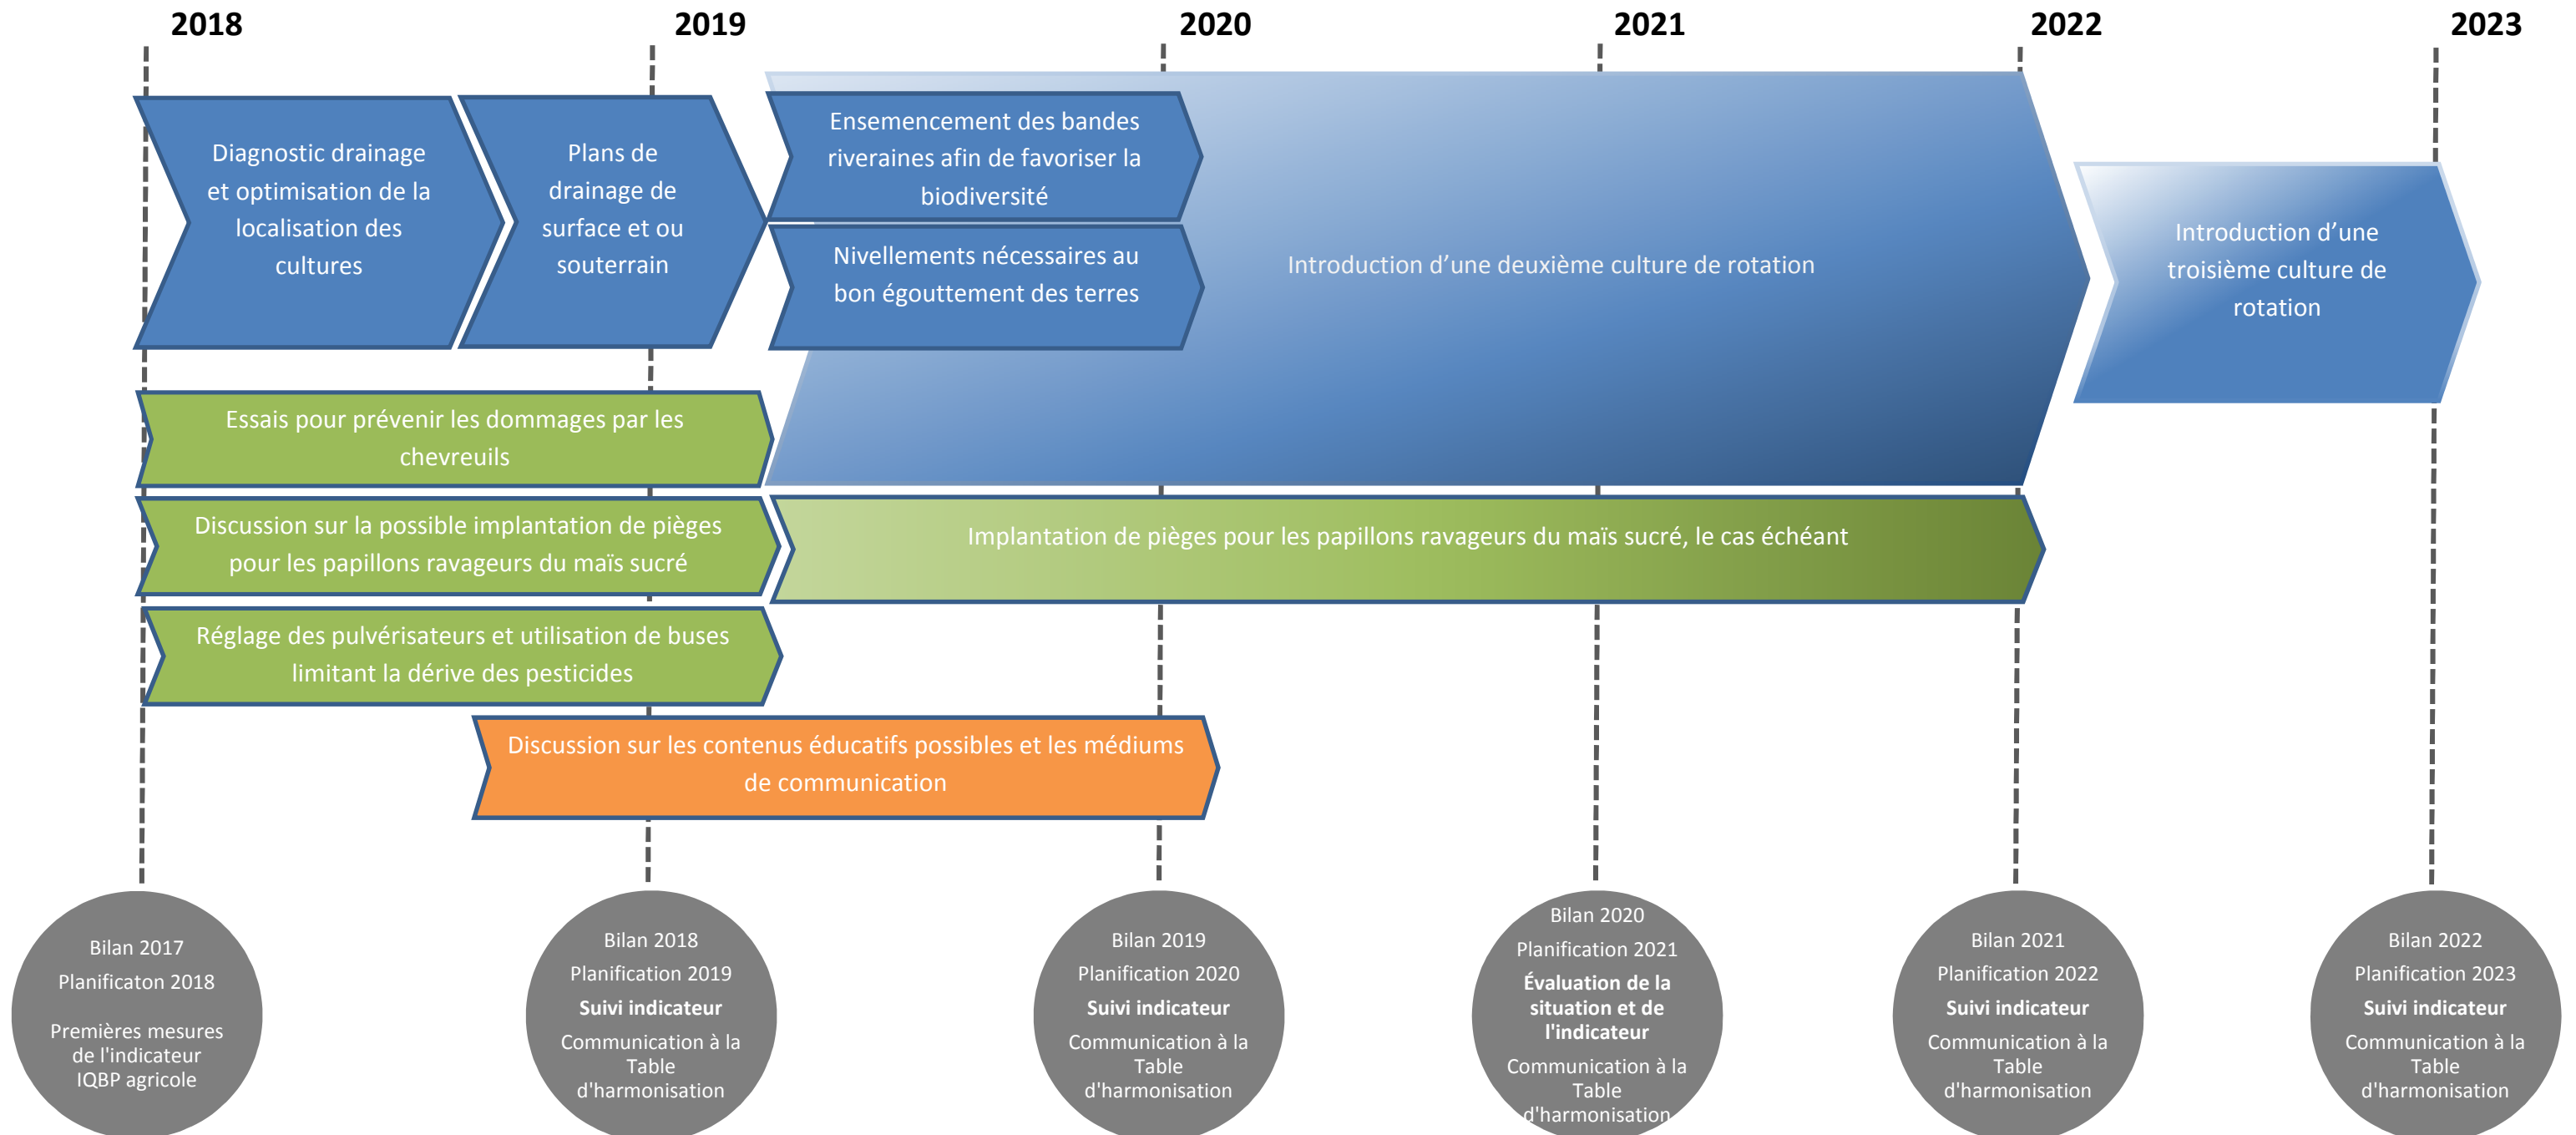 2018
2019
2020
2021
2022
2023
Diagnostic drainage
et optimisation de la
localisation des
cultures
Plans de
drainage de
surface et ou
souterrain
Ensemencement des bandes
riveraines afin de favoriser la
biodiversité
Nivellements nécessaires au
bon égouttement des terres
Introduction d’une deuxième culture de rotation
Introduction d’une
troisième culture de
rotation
Essais pour prévenir les dommages par les
chevreuils
Discussion sur la possible implantation de pièges
pour les papillons ravageurs du maïs sucré
Implantation de pièges pour les papillons ravageurs du maïs sucré, le cas échéant
Réglage des pulvérisateurs et utilisation de buses
limitant la dérive des pesticides
Discussion sur les contenus éducatifs possibles et les médiums
de communication
Bilan 2017
Planificaton 2018
Premières mesures
de l'indicateur
IQBP agricole
Bilan 2018
Planification 2019
Suivi indicateur
Communication à la
Table
d'harmonisation
Bilan 2019
Planification 2020
Suivi indicateur
Communication à la
Table
d'harmonisation
Bilan 2020
Planification 2021
Évaluation de la
situation et de
l'indicateur
Communication à la
Table
d'harmonisation
Bilan 2021
Planification 2022
Suivi indicateur
Communication à la
Table
d'harmonisation
Bilan 2022
Planification 2023
Suivi indicateur
Communication à la
Table
d'harmonisation